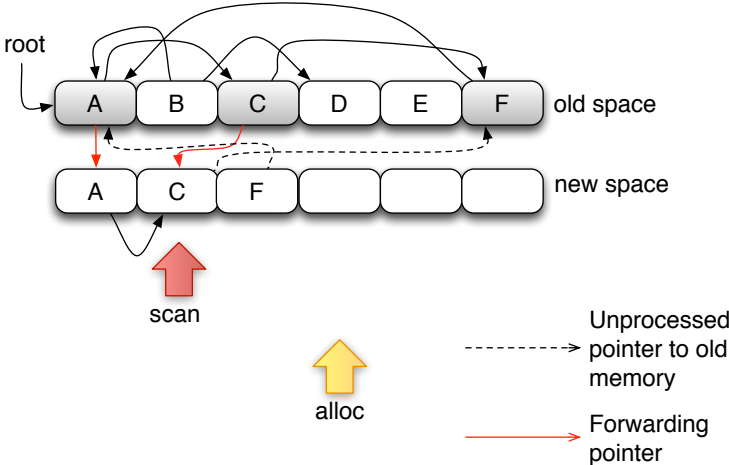 root
A B C D E F old space
A C F new space
scan
alloc
Unprocessed
pointer to old
memory
Forwarding
pointer